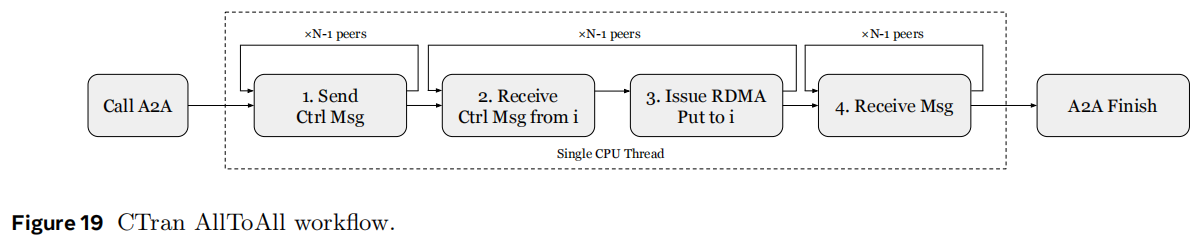 ×N-1 peers
×N-1 peers
×N-1 peers
Call A2A
1. Send
Ctrl Msg
2. Receive
Ctrl Msg from i
3. Issue RDMA
Put to i
4. Receive Msg
A2A Finish
Single CPU Thread
Figure 19 CTran AllToAll workflow.